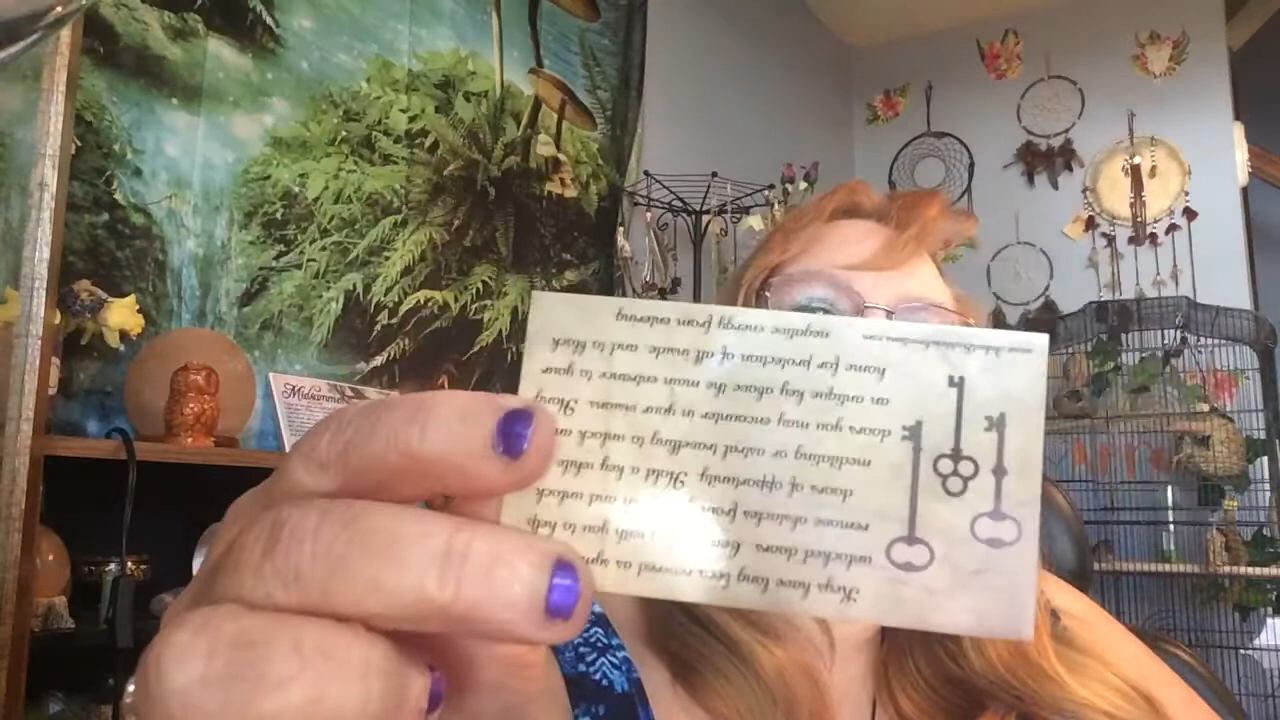 Midsumme
Keys have long been revered as sym
unlocked doors. with you to help
remove obstacles from and unlock
doors of opportunity. Hold a key while
meditating or astral travelling to unlock an
doors you may encounter in your visions. Hang
an antique key above the main entrance to your
home for protection of all inside, and to block
negative energy from entering